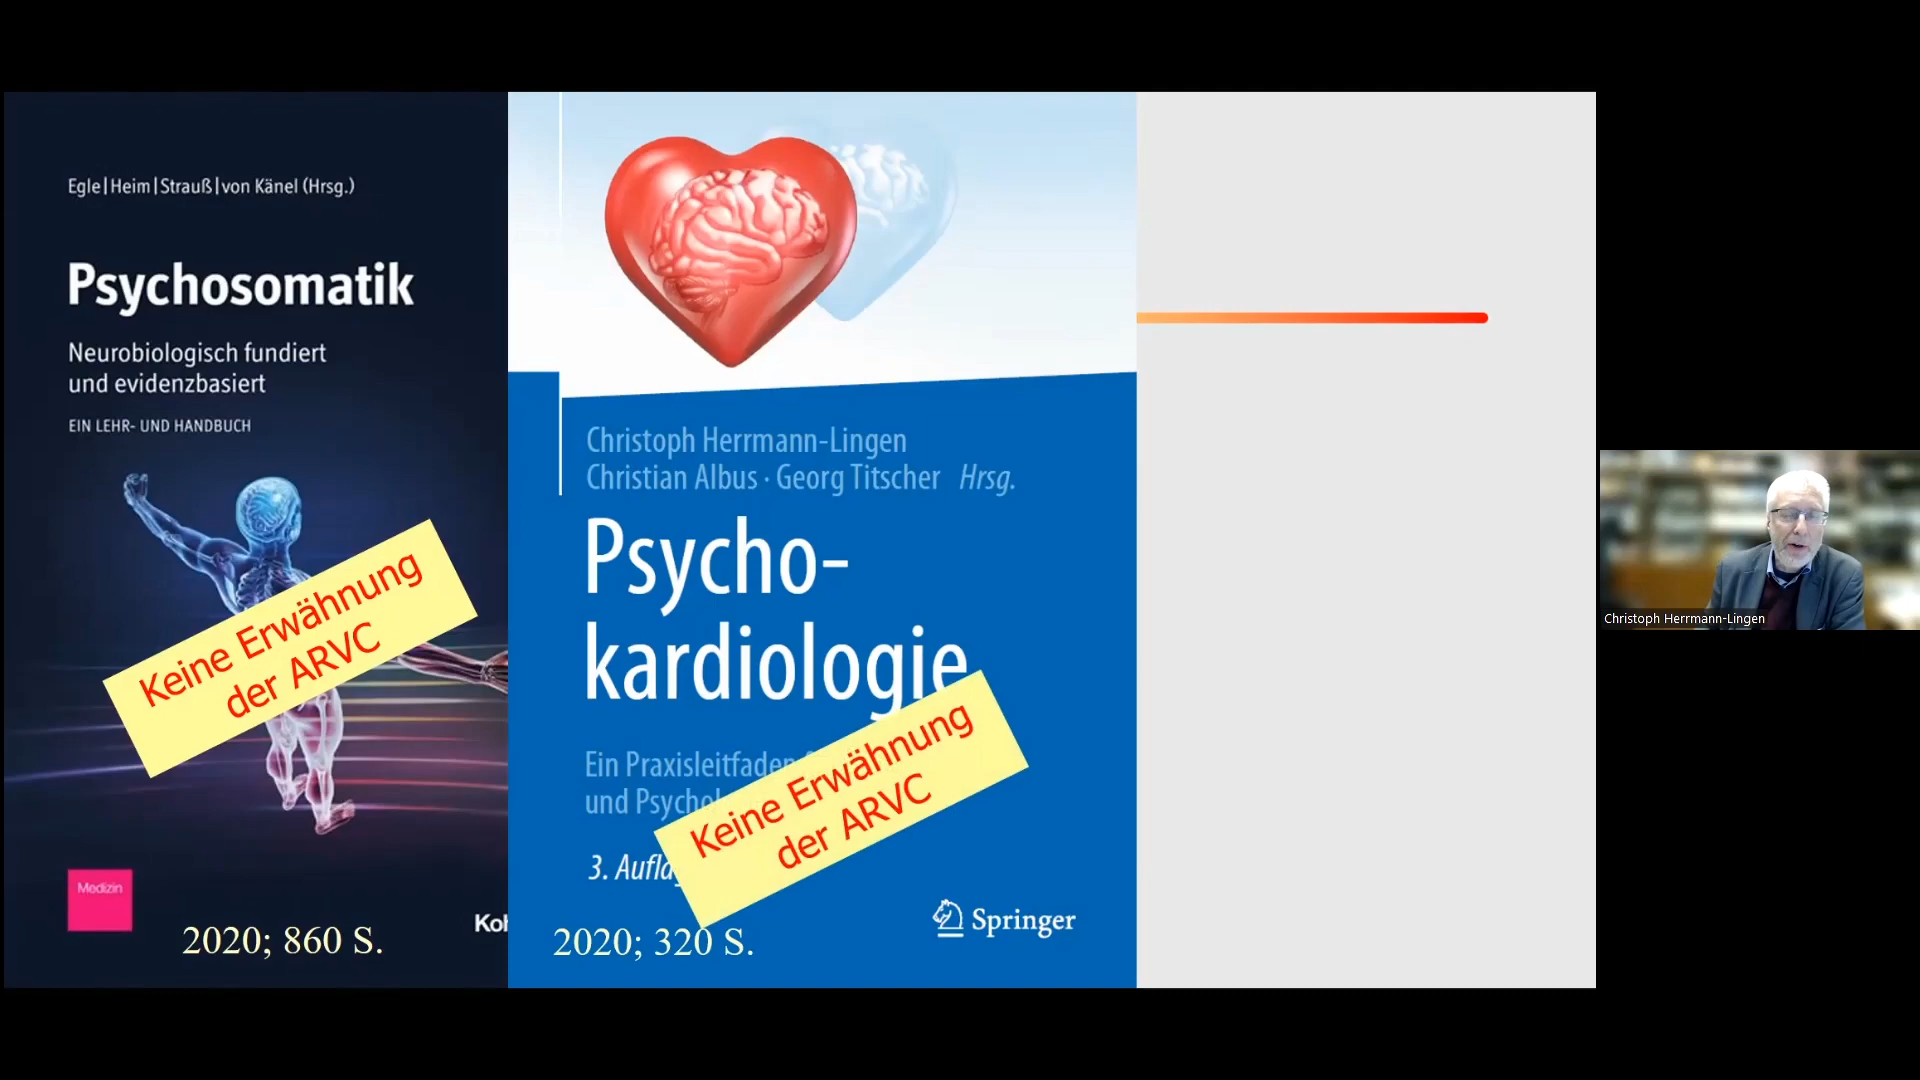 Egle|Heim|Strauß|von Känel (Hrsg.)
Psychosomatik
Neurobiologisch fundiert
und evidenzbasiert
EIN LEHR- UND HANDBUCH
Keine Erwähnung
der ARVC
Medizin
2020; 860 S.
Christoph Herrmann-Lingen
Christian Albus · Georg Titscher Hrsg.
Psycho-
kardiologie
Ein Praxisleitfaden
und
Keine Erwähnung
der ARVC
3.
Springer
2020; 320 S.
Christoph Herrmann-Lingen